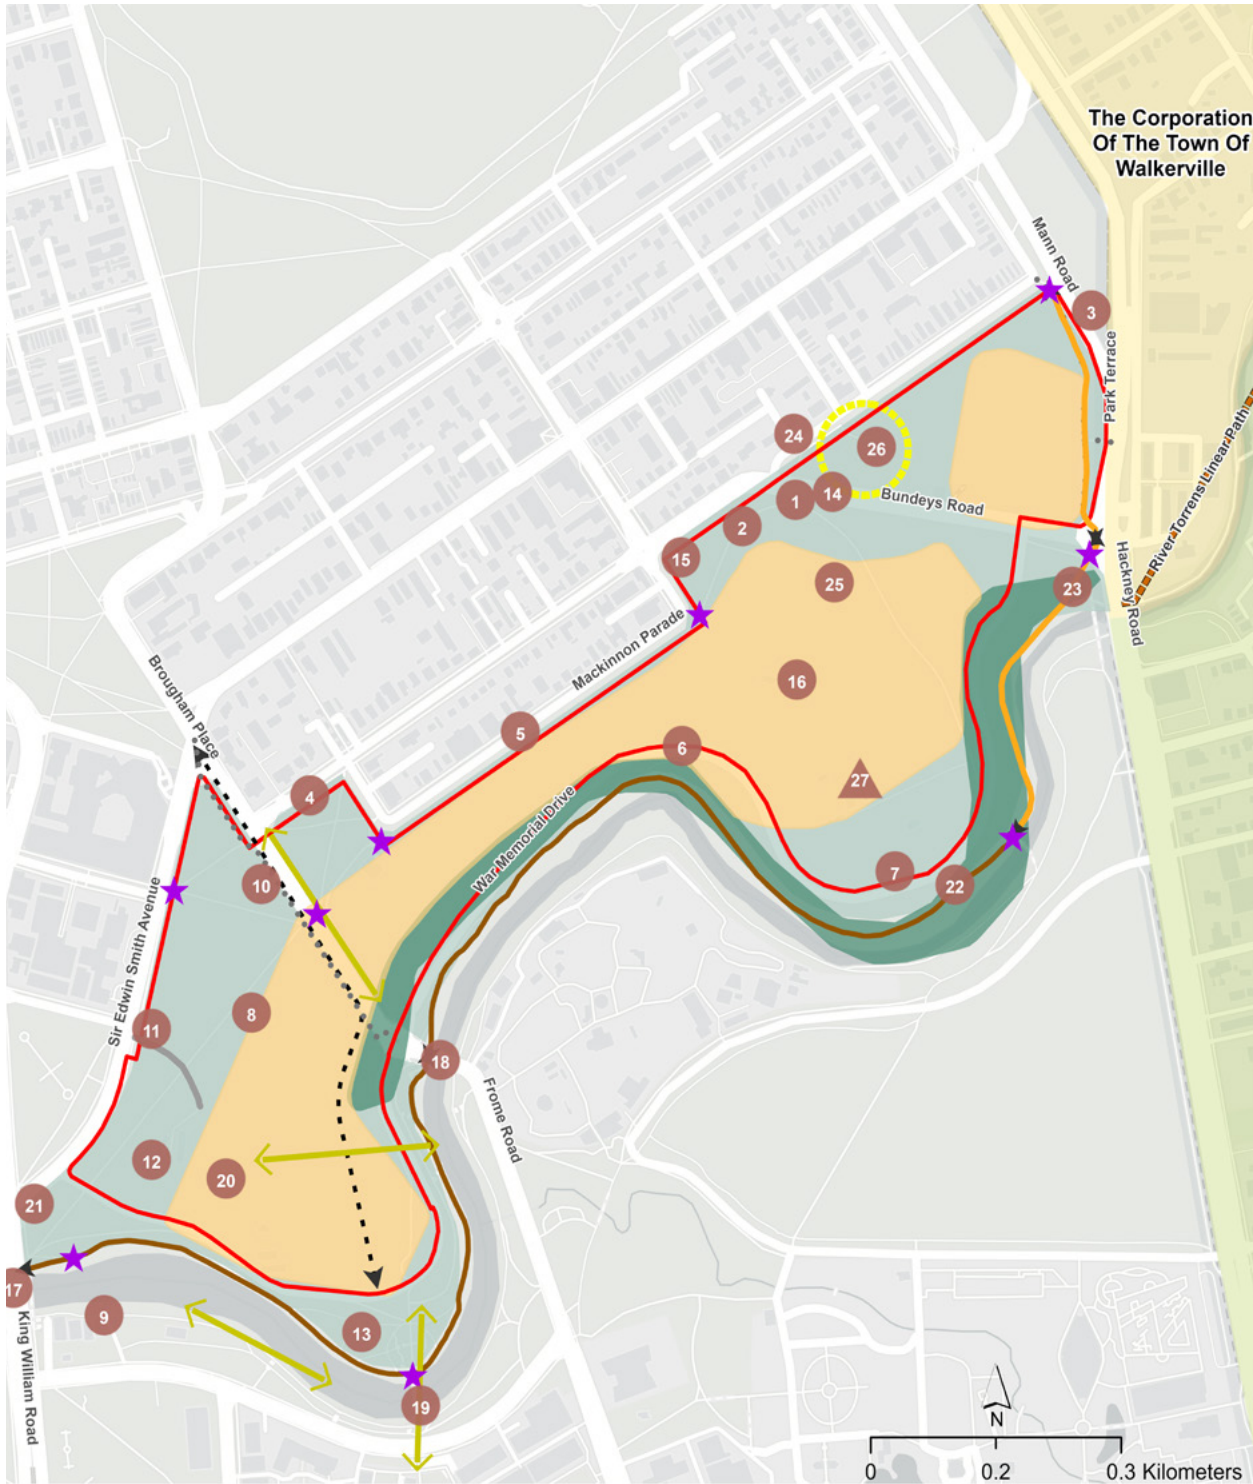 The Corporation
Of The Town Of
Walkerville
Mann Road
3
Park Terrace
River Torrens Linear Path
24
26
1
14
Bundeys Road
2
15
25
Hackney Road
23
Mackinnon Parade
16
Brougham Place
5
6
27
4
War Memorial Drive
7
22
10
Sir Edwin Smith Avenue
8
11
18
Frome Road
12
20
21
17
9
13
King William Road
19
N
0
0.2
0.3 Kilometers